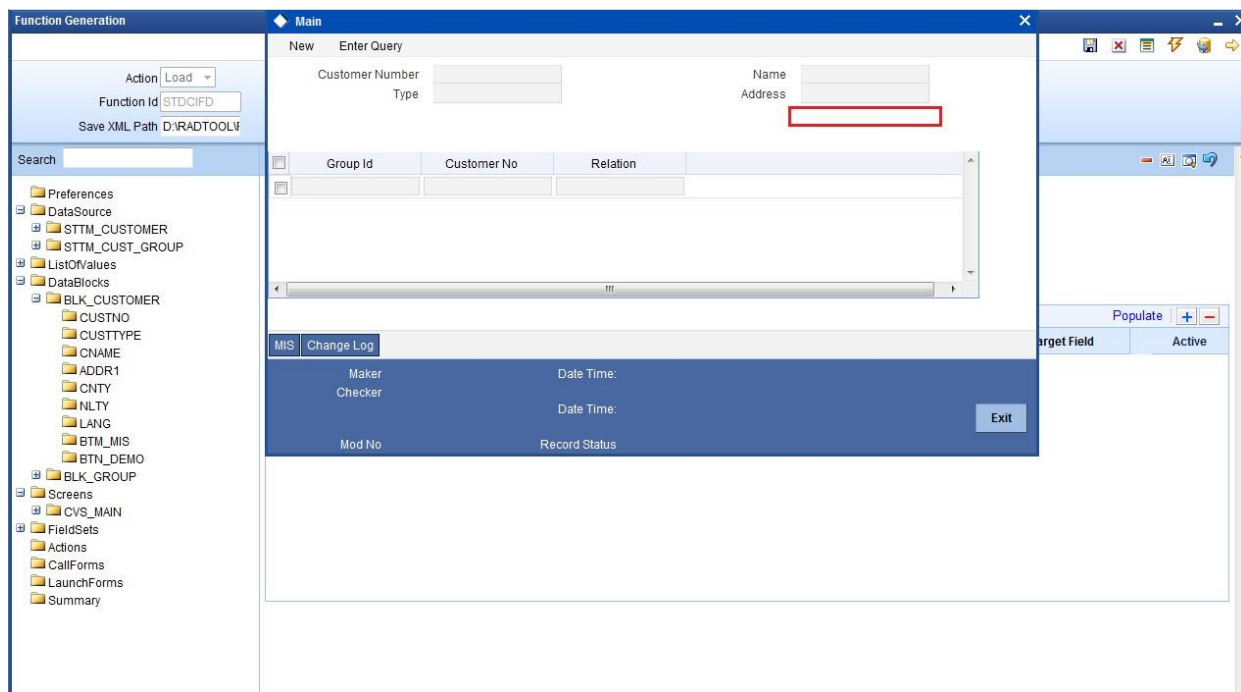 Function Generation
Main
New Enter Query
Action Load
Function Id STDCIFD
Save XML Path D:\RADTOOL\
Customer Number
Name
Type
Address
Search
Group Id Customer No Relation
Preferences
DataSource
STTM_CUSTOMER
STTM_CUST_GROUP
ListOfValues
DataBlocks
BLK_CUSTOMER
CUSTNO
CUSTTYPE
CNAME
ADDR1
CNTY
NLTY
LANG
BTM_MIS
BTN_DEMO
BLK_GROUP
Screens
CVS_MAIN
FieldSets
Actions
CallForms
LaunchForms
Summary
Populate
arget Field Active
MIS Change Log
Maker Date Time:
Checker
Date Time:
Exit
Mod No Record Status